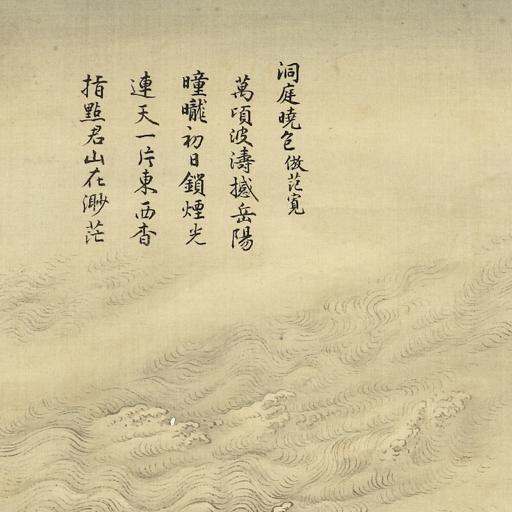 洞庭曉色倣范寬
萬頃波濤撼岳陽
曈曨初日鎖煙光
連天一片東西杳
指點君山在渺茫